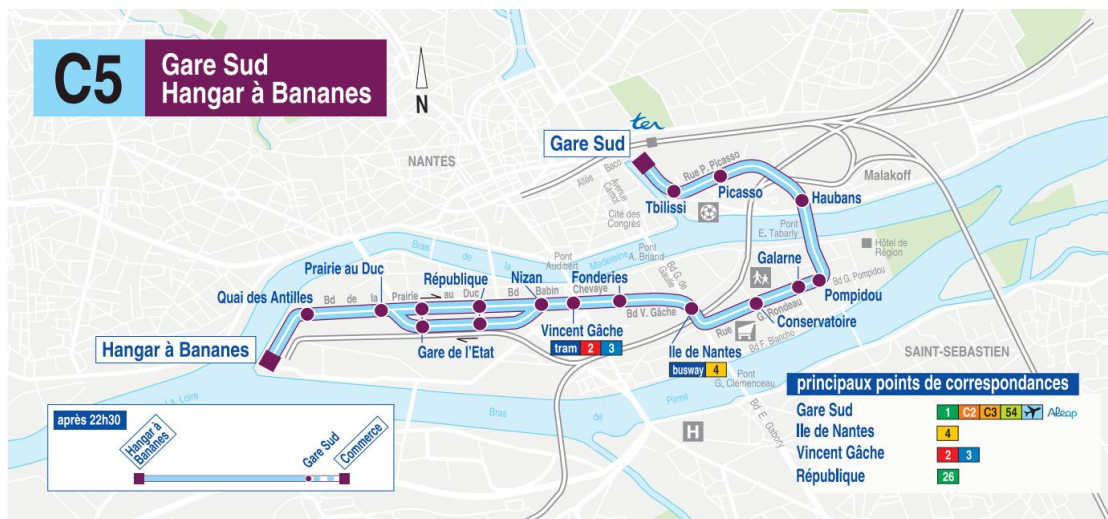 C5
Gare Sud
Hangar à Bananes
N
ter
Gare Sud
NANTES
Allée Baco
Avenue
Carnot
Cité des
Congrès
Rue P. Picasso
Tbilissi
Picasso
Haubans
Malakoff
Pont
E. Tabarly
Hôtel de
Région
Bras de la Madeleine
Pont
Audibert
Pont
A. Briand
Bd G. de Gaulle
Galarne
Bd G. Pompidou
Pompidou
Conservatoire
Rue G. Rondeau
Bd F. Blancho
Prairie au Duc
République
Nizan
Fonderies
Quai des Antilles
Bd de la Prairie au Duc
Bd Babin Chevaye
Bd V. Gâche
Hangar à Bananes
Gare de l'Etat
Vincent Gâche
tram 2 3
Ile de Nantes
busway 4
Pont
G. Clémenceau
Bd E. Gabory
SAINT-SEBASTIEN
La Loire
Bras de Pirmil
H
après 22h30
Hangar à
Bananes
Gare Sud
Commerce
principaux points de correspondances
Gare Sud 1 C2 C3 54 Aléop
Ile de Nantes 4
Vincent Gâche 2 3
République 26